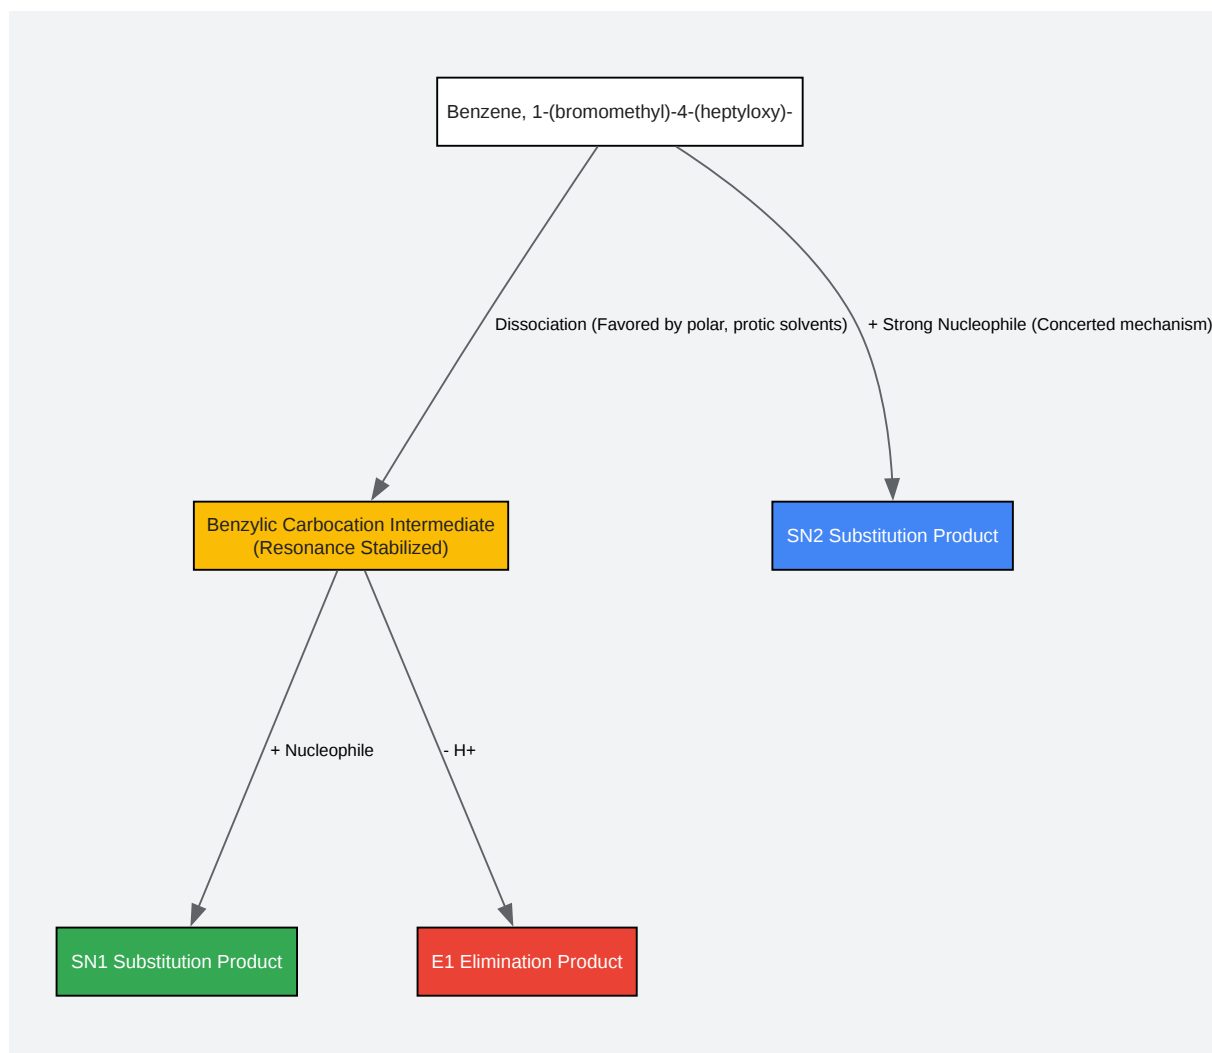 Benzene, 1-(bromomethyl)-4-(heptyloxy)-
Dissociation (Favored by polar, protic solvents)
+ Strong Nucleophile (Concerted mechanism)
Benzylic Carbocation Intermediate
(Resonance Stabilized)
SN2 Substitution Product
+ Nucleophile
- H+
SN1 Substitution Product
E1 Elimination Product